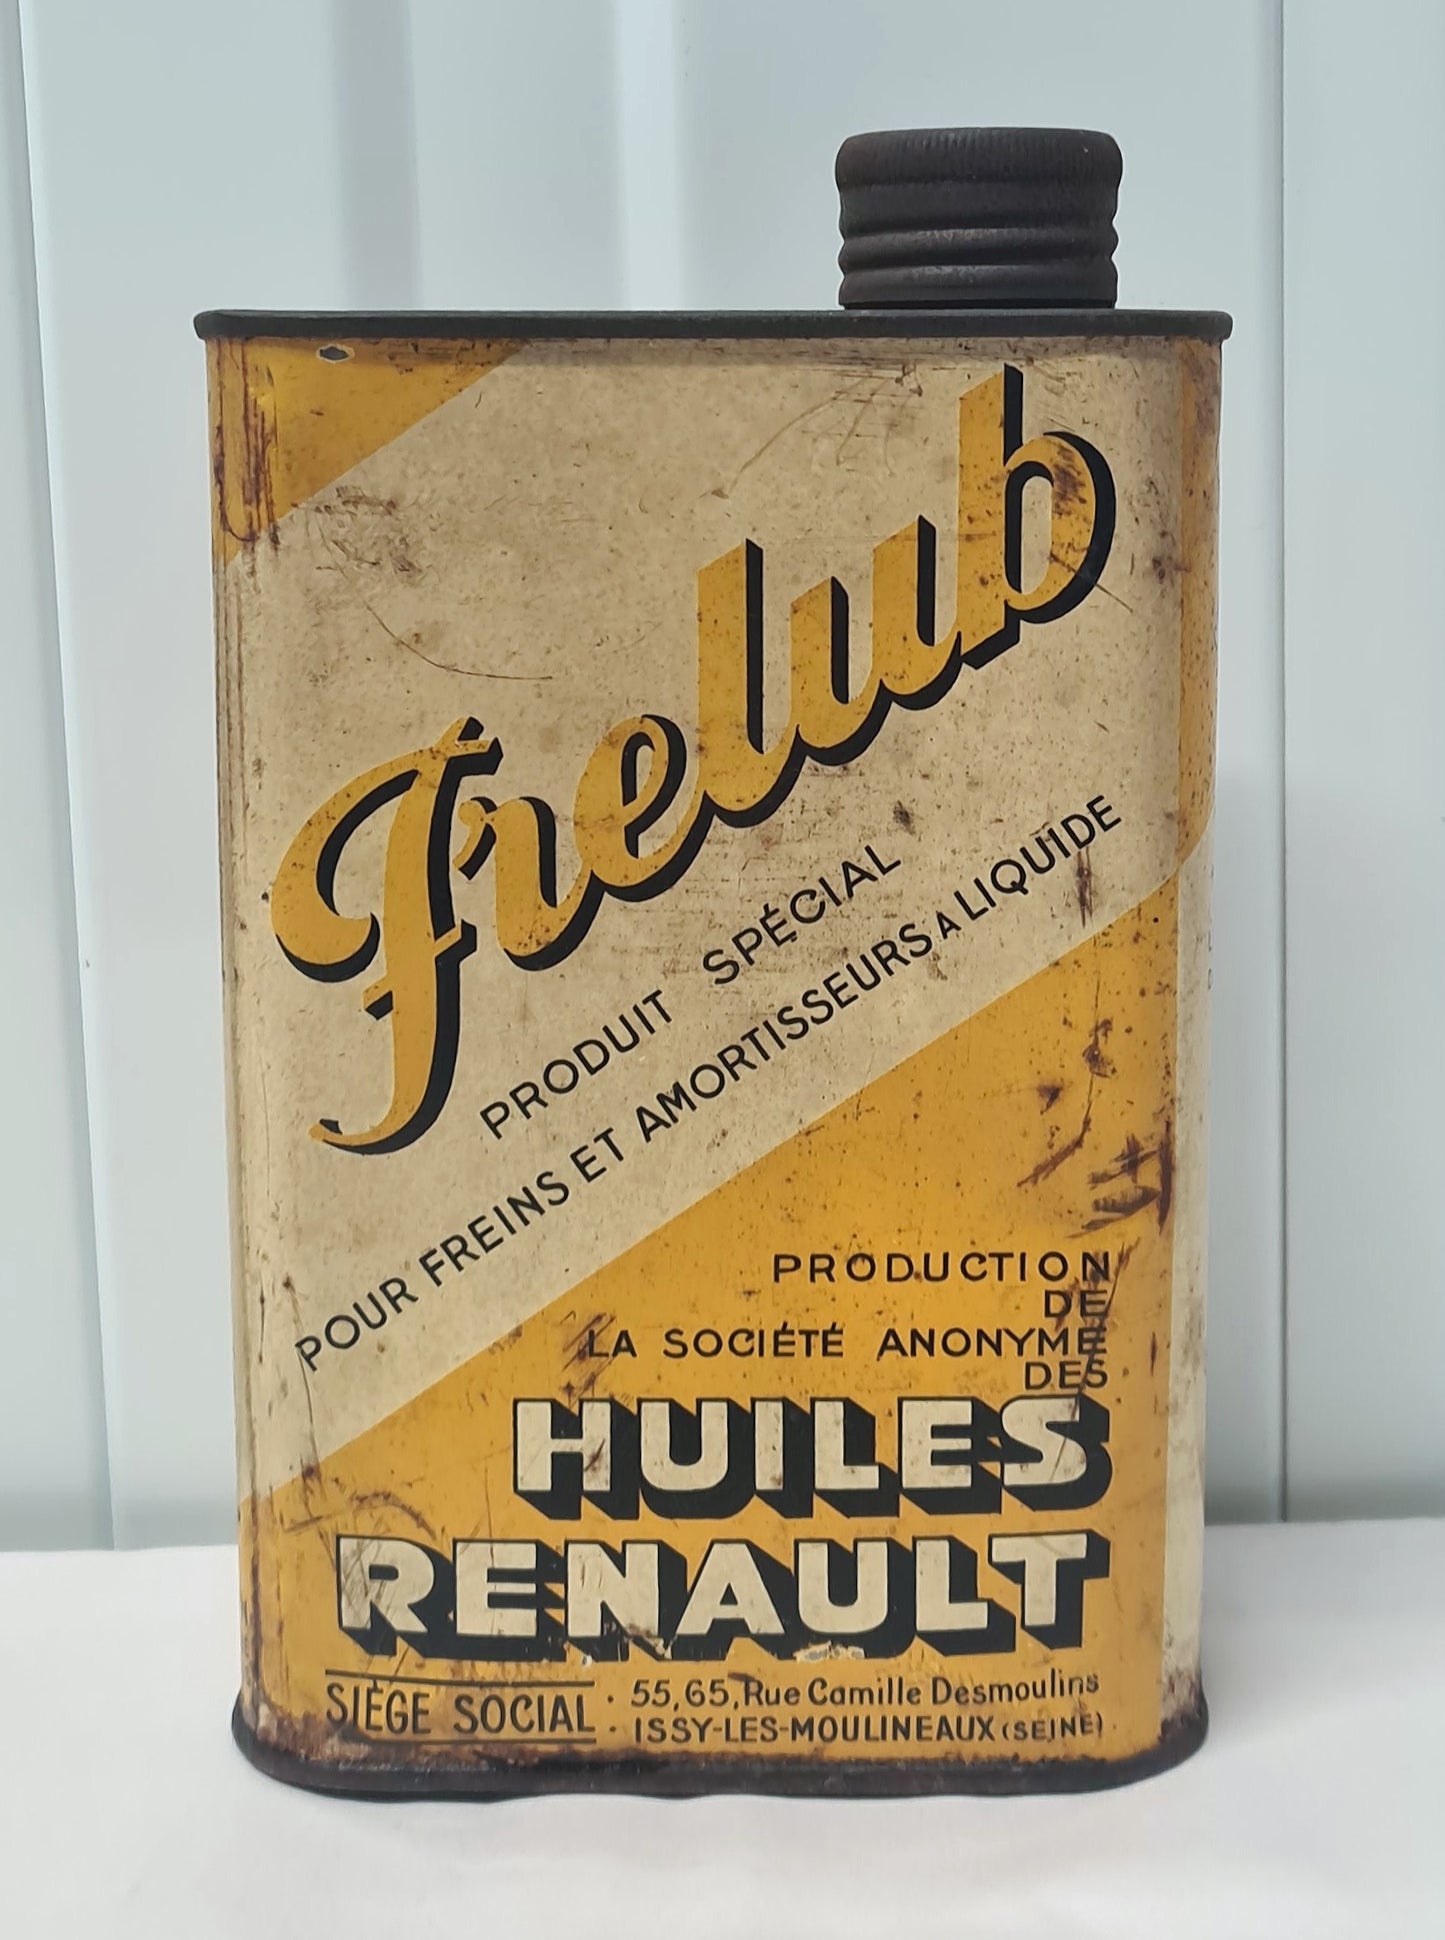 Frelub
PRODUIT SPÉCIAL
POUR FREINS ET AMORTISSEURS A LIQUIDE
PRODUCTION
DE
LA SOCIÉTÉ ANONYME
DES
HUILES
RENAULT
SIÈGE SOCIAL · 55,65, Rue Camille Desmoulins
· ISSY-LES-MOULINEAUX (SEINE)